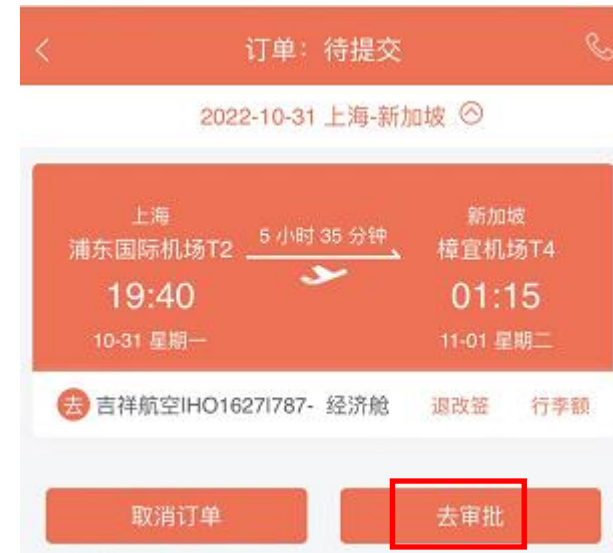 订单：待提交
2022-10-31 上海-新加坡
上海
浦东国际机场T2
5 小时 35 分钟
新加坡
樟宜机场T4
19:40
01:15
10-31 星期一
11-01 星期二
去 吉祥航空IHO1627I787- 经济舱 退改签 行李额
取消订单
去审批